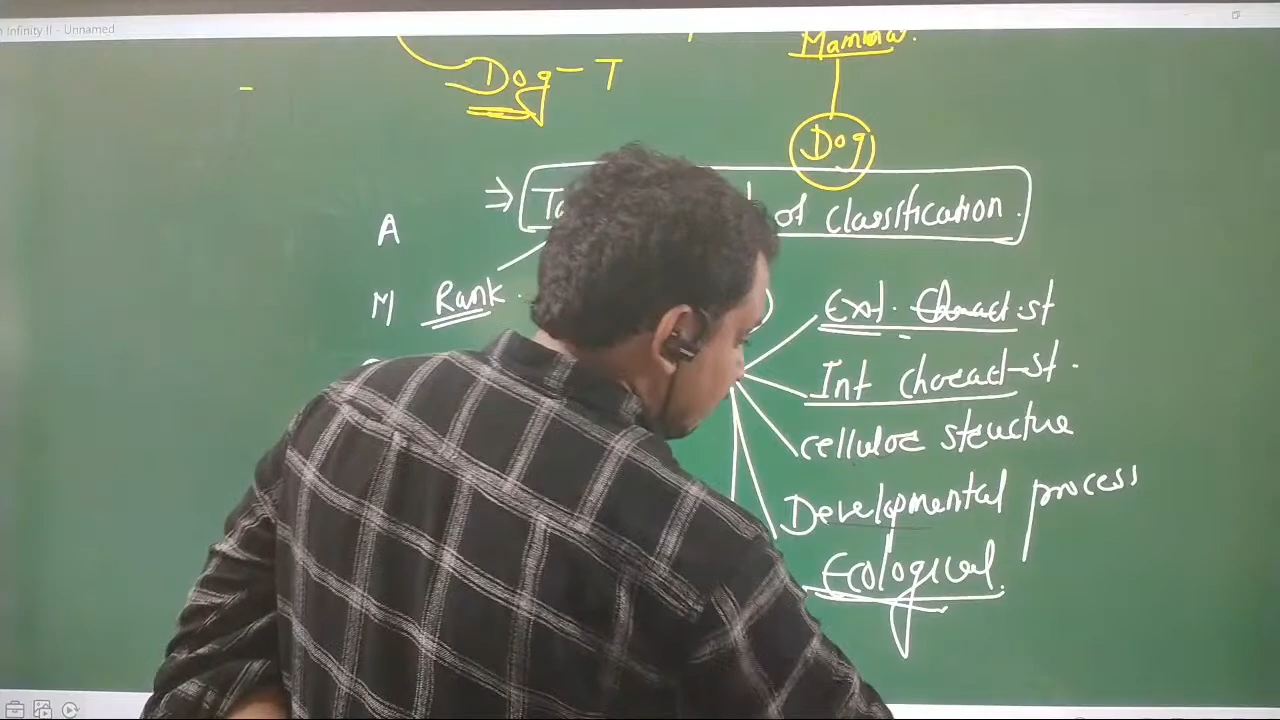 Infinity II - Unnamed
Mammal.
Dog - T
Dog
⇒ of classification.
A
M Rank.
Ext. Charact.st
Int Charact-st.
cellular structure
Developmental process
Ecological.